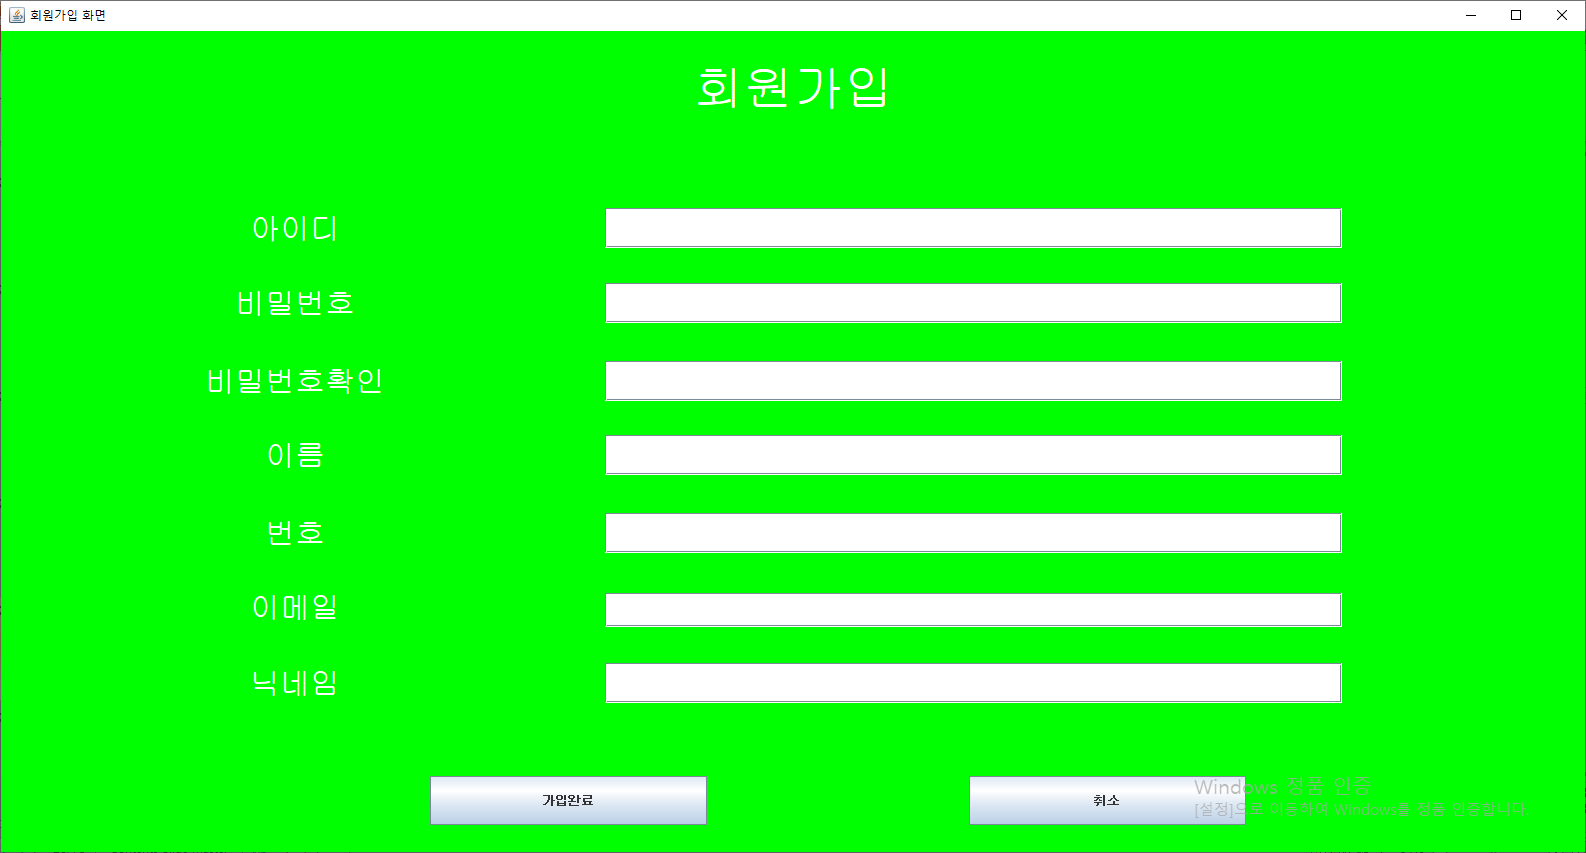 회원가입 화면
회원가입
아이디
비밀번호
비밀번호확인
이름
번호
이메일
닉네임
가입완료
취소
Windows 정품 인증
[설정]으로 이동하여 Windows를 정품 인증합니다.